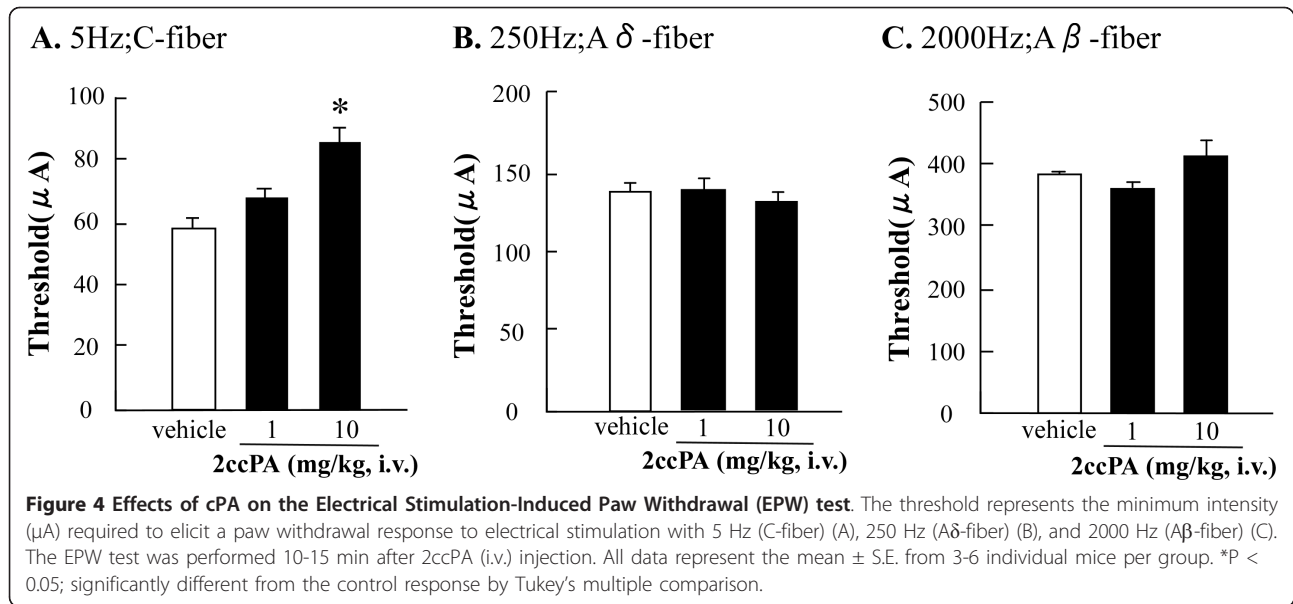 A. 5Hz;C-fiber
B. 250Hz;A δ -fiber
C. 2000Hz;A β -fiber
Threshold( μ A)
100
80
60
40
20
0
*
vehicle 1 10
2ccPA (mg/kg, i.v.)
Threshold( μ A)
200
150
100
50
0
vehicle 1 10
2ccPA (mg/kg, i.v.)
Threshold( μ A)
500
400
300
200
100
0
vehicle 1 10
2ccPA (mg/kg, i.v.)
Figure 4 Effects of cPA on the Electrical Stimulation-Induced Paw Withdrawal (EPW) test. The threshold represents the minimum intensity
(μA) required to elicit a paw withdrawal response to electrical stimulation with 5 Hz (C-fiber) (A), 250 Hz (Aδ-fiber) (B), and 2000 Hz (Aβ-fiber) (C).
The EPW test was performed 10-15 min after 2ccPA (i.v.) injection. All data represent the mean ± S.E. from 3-6 individual mice per group. *P <
0.05; significantly different from the control response by Tukey's multiple comparison.